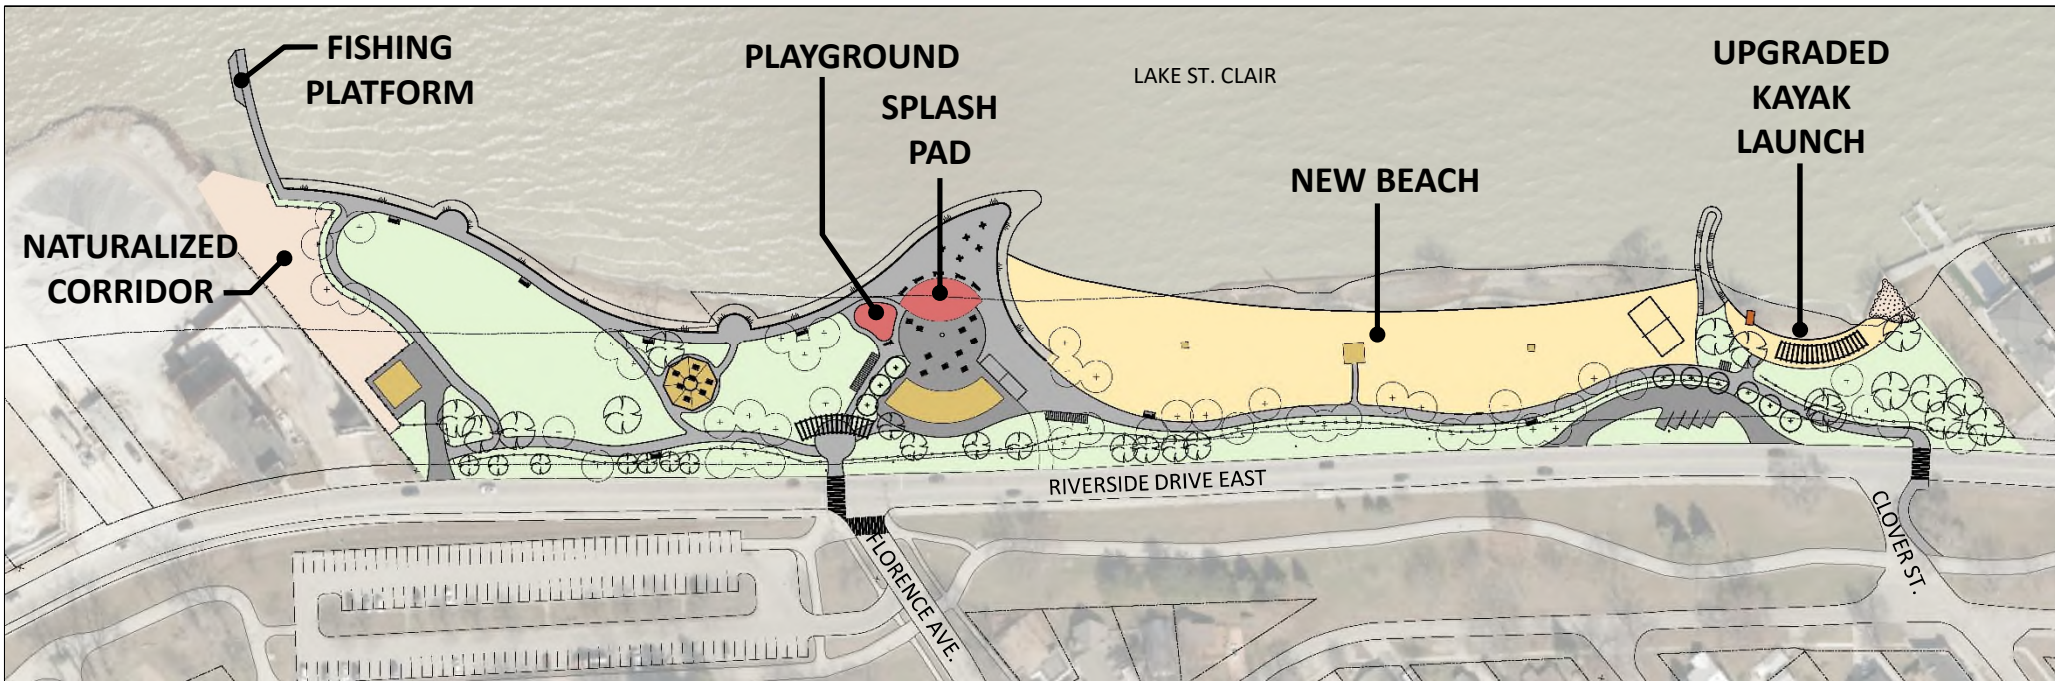 FISHING
PLATFORM
PLAYGROUND
SPLASH
PAD
LAKE ST. CLAIR
UPGRADED
KAYAK
LAUNCH
NEW BEACH
NATURALIZED
CORRIDOR
RIVERSIDE DRIVE EAST
FLORENCE AVE.
CLOVER ST.